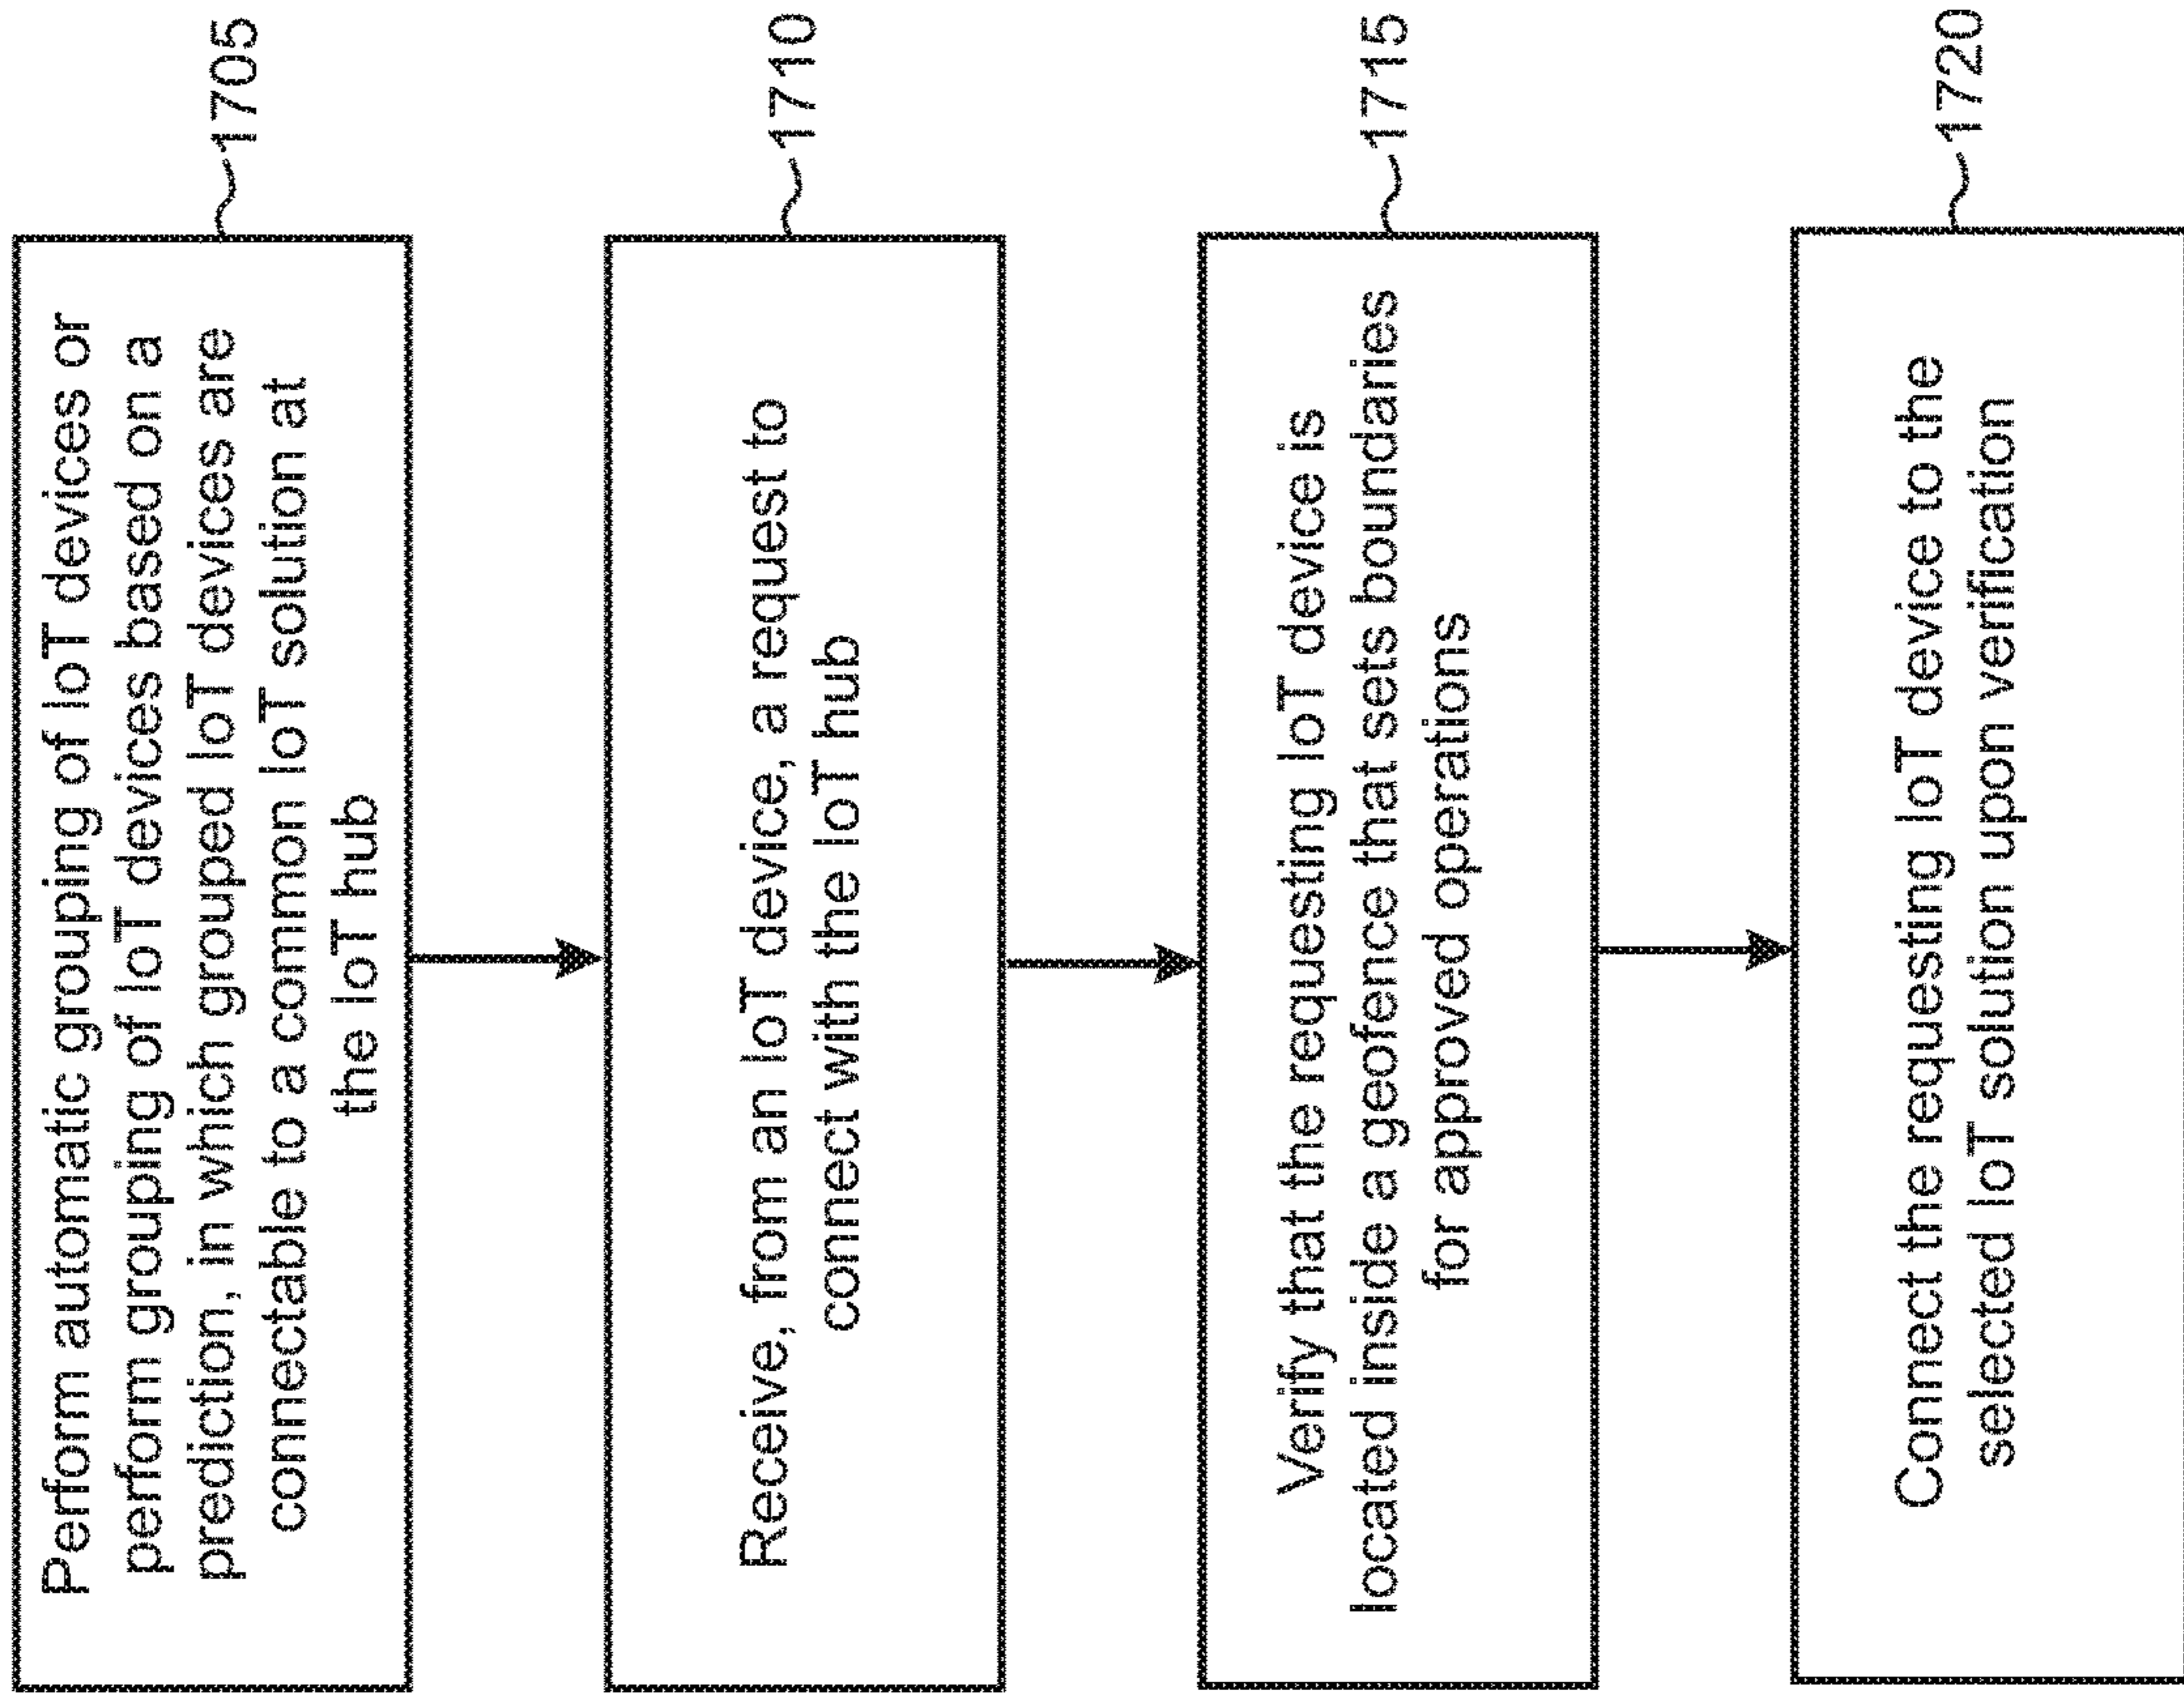 Perform automatic grouping of IoT devices or
perform grouping of IoT devices based on a
prediction, in which grouped IoT devices are
connectable to a common IoT solution at
the IoT hub
1705
Receive, from an IoT device, a request to
connect with the IoT hub
1710
Verify that the requesting IoT device is
located inside a geofence that sets boundaries
for approved operations
1715
Connect the requesting IoT device to the
selected IoT solution upon verification
1720